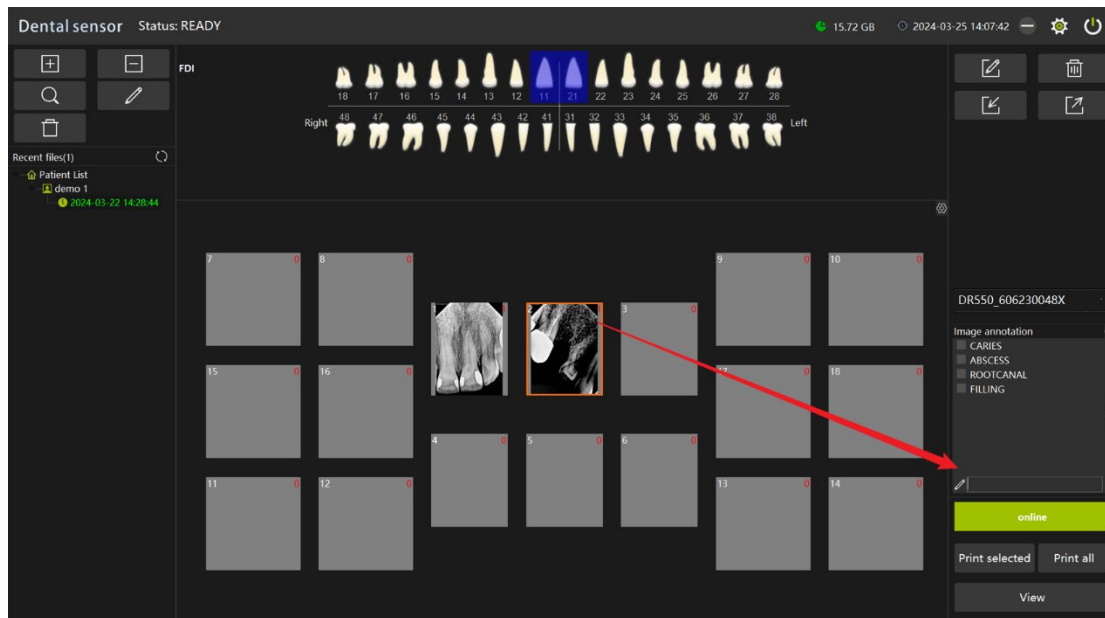 Dental sensor Status: READY 15.72 GB 2024-03-25 14:07:42
FDI
18 17 16 15 14 13 12 11 21 22 23 24 25 26 27 28
Right 48 47 46 45 44 43 42 41 31 32 33 34 35 36 37 38 Left
Recent files(1)
Patient List
demo 1
2024-03-22 14:28:44
7 0 8 0 9 0 10 0
1 2 3 0
15 0 16 0 17 0 18 0
4 0 5 0 6 0
11 0 12 0 13 0 14 0
DR550_606230048X
Image annotation
CARIES
ABSCESS
ROOTCANAL
FILLING
online
Print selected Print all
View